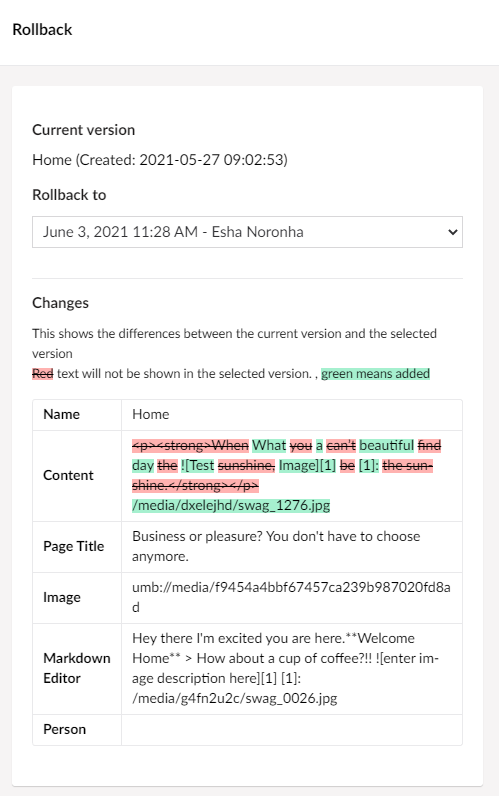 Rollback
Current version
Home (Created: 2021-05-27 09:02:53)
Rollback to
June 3, 2021 11:28 AM - Esha Noronha
Changes
This shows the differences between the current version and the selected
version
Red text will not be shown in the selected version. , green means added
Name Home
<p><strong>When What you a can't beautiful find
day the ![Test sunshine, Image][1] be [1]: the sun-
Content
shine.</strong></p>
/media/dxelejhd/swag_1276.jpg
Page Title
Business or pleasure? You don't have to choose
anymore.
Image
umb://media/f9454a4bbf67457ca239b987020fd8a
d
Markdown
Editor
Hey there I'm excited you are here.**Welcome
Home** > How about a cup of coffee?!! ![enter im-
age description here][1] [1]:
/media/g4fn2u2c/swag_0026.jpg
Person